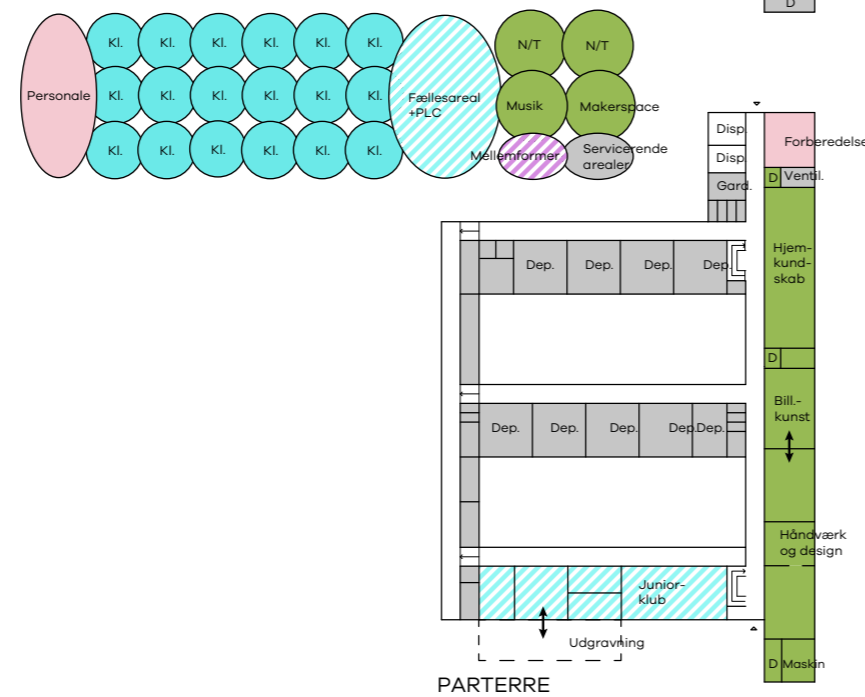 D
Kl. Kl. Kl. Kl. Kl. Kl. N/T N/T
Personale Kl. Kl. Kl. Kl. Kl. Kl. Fællesareal Musik Makerspace
+PLC
Kl. Kl. Kl. Kl. Kl. Kl. Mellemformer Servicerende
arealer
Disp. Forberedelse
Disp.
D Ventil.
Gard.
Hjem-
kund-
skab
Dep. Dep. Dep. Dep.
D
Bill.-
kunst
Dep. Dep. Dep. Dep. Dep.
Håndværk
og design
Junior-
klub
Udgravning
D Maskin
PARTERRE